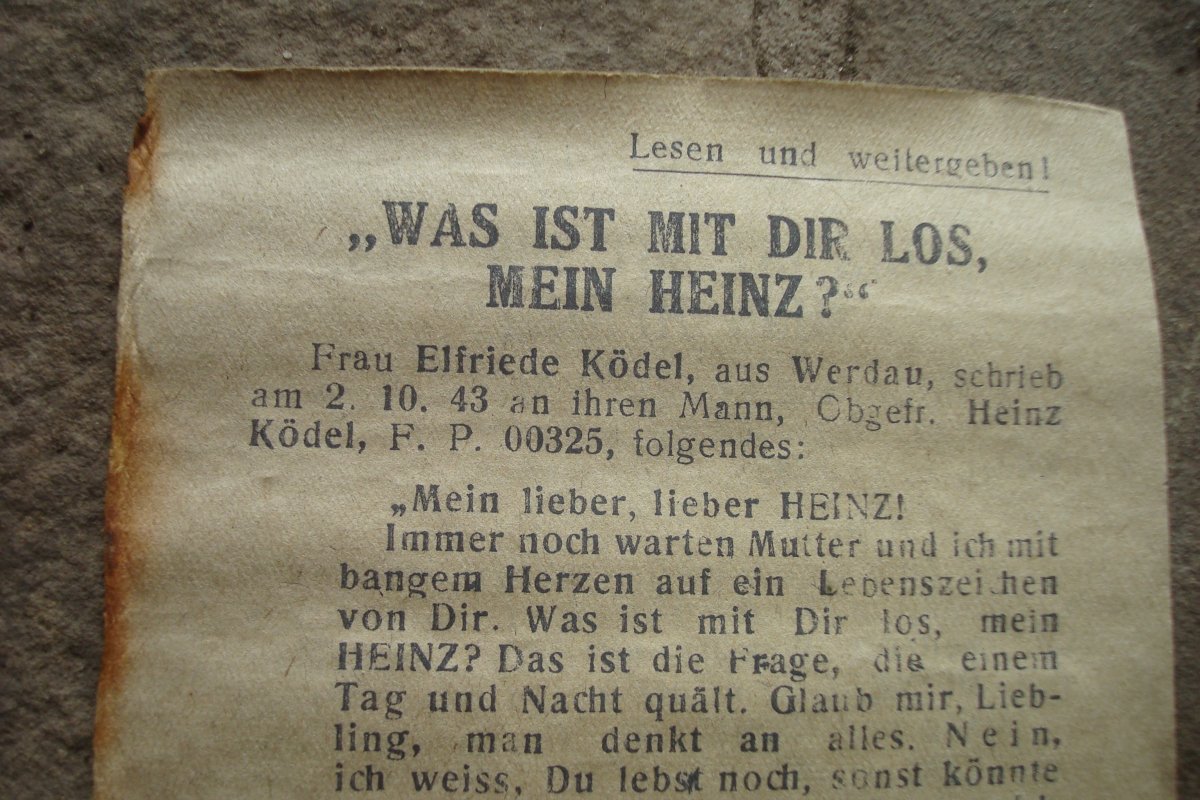 Lesen und weitergeben!
„WAS IST MIT DIR LOS,
MEIN HEINZ?“
Frau Elfriede Ködel, aus Werdau, schrieb
am 2. 10. 43 an ihren Mann, Obgefr. Heinz
Ködel, F. P. 00325, folgendes:
„Mein lieber, lieber HEINZ!
Immer noch warten Mutter und ich mit
bangem Herzen auf ein Lebenszeichen
von Dir. Was ist mit Dir los, mein
HEINZ? Das ist die Frage, die einem
Tag und Nacht quält. Glaub mir, Lieb-
ling, man denkt an alles. Nein,
ich weiss, Du lebst noch, sonst könnte